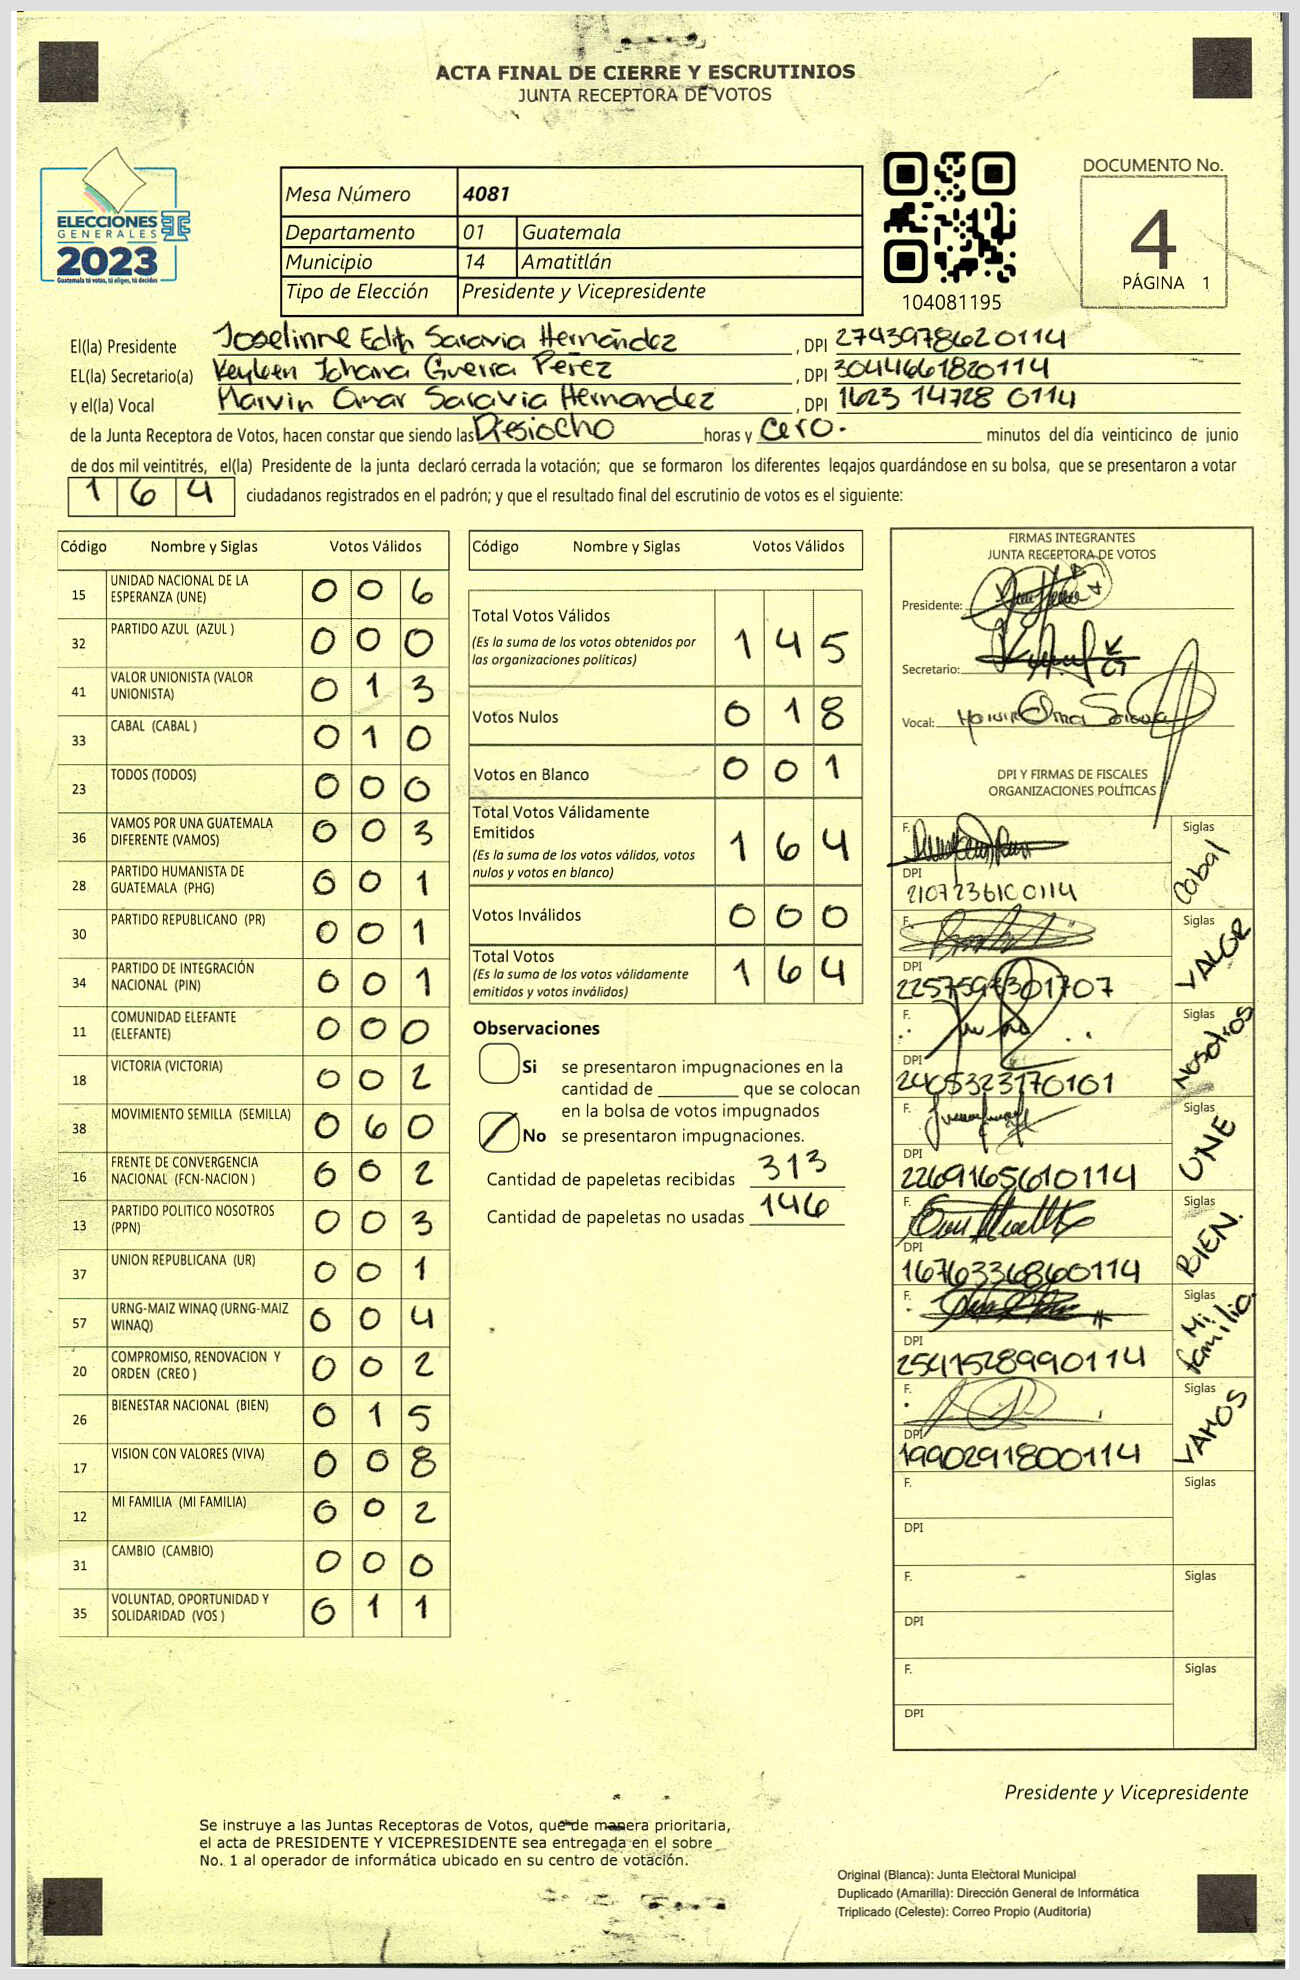 ACTA FINAL DE CIERRE Y ESCRUTINIOS
JUNTA RECEPTORA DE VOTOS
ELECCIONES
GENERALES
2023
Guatemala tú votas, tú eliges, tú decides
Mesa Número 4081
Departamento 01 Guatemala
Municipio 14 Amatitlán
Tipo de Elección Presidente y Vicepresidente
104081195
DOCUMENTO No.
4
PÁGINA 1
El(la) Presidente Joselinne Edith Saravia Hernández, DPI 2743978620114
EL(la) Secretario(a) Keyleen Johana Guerra Perez, DPI 3044661820114
y el(la) Vocal Marvin Omar Saravia Hernandez, DPI 1623 14728 0114
de la Junta Receptora de Votos, hacen constar que siendo las Diesiocho horas y cero. minutos del día veinticinco de junio
de dos mil veintitrés, el(la) Presidente de la junta declaró cerrada la votación; que se formaron los diferentes legajos guardándose en su bolsa, que se presentaron a votar
1 6 4 ciudadanos registrados en el padrón; y que el resultado final del escrutinio de votos es el siguiente:
Código Nombre y Siglas Votos Válidos
15 UNIDAD NACIONAL DE LA ESPERANZA (UNE) 0 0 6
32 PARTIDO AZUL (AZUL ) 0 0 0
41 VALOR UNIONISTA (VALOR UNIONISTA) 0 1 3
33 CABAL (CABAL ) 0 1 0
23 TODOS (TODOS) 0 0 0
36 VAMOS POR UNA GUATEMALA DIFERENTE (VAMOS) 0 0 3
28 PARTIDO HUMANISTA DE GUATEMALA (PHG) 0 0 1
30 PARTIDO REPUBLICANO (PR) 0 0 1
34 PARTIDO DE INTEGRACIÓN NACIONAL (PIN) 0 0 1
11 COMUNIDAD ELEFANTE (ELEFANTE) 0 0 0
18 VICTORIA (VICTORIA) 0 0 2
38 MOVIMIENTO SEMILLA (SEMILLA) 0 6 0
16 FRENTE DE CONVERGENCIA NACIONAL (FCN-NACION ) 0 0 2
13 PARTIDO POLITICO NOSOTROS (PPN) 0 0 3
37 UNION REPUBLICANA (UR) 0 0 1
57 URNG-MAIZ WINAQ (URNG-MAIZ WINAQ) 0 0 4
20 COMPROMISO, RENOVACION Y ORDEN (CREO ) 0 0 2
26 BIENESTAR NACIONAL (BIEN) 0 1 5
17 VISION CON VALORES (VIVA) 0 0 8
12 MI FAMILIA (MI FAMILIA) 0 0 2
31 CAMBIO (CAMBIO) 0 0 0
35 VOLUNTAD, OPORTUNIDAD Y SOLIDARIDAD (VOS ) 0 1 1
Código Nombre y Siglas Votos Válidos
Total Votos Válidos 1 4 5
(Es la suma de los votos obtenidos por
las organizaciones políticas)
Votos Nulos 0 1 8
Votos en Blanco 0 0 1
Total Votos Válidamente
Emitidos 1 6 4
(Es la suma de los votos válidos, votos
nulos y votos en blanco)
Votos Inválidos 0 0 0
Total Votos 1 6 4
(Es la suma de los votos válidamente
emitidos y votos inválidos)
Observaciones
Si se presentaron impugnaciones en la
cantidad de ________ que se colocan
en la bolsa de votos impugnados
No se presentaron impugnaciones.
Cantidad de papeletas recibidas 313
Cantidad de papeletas no usadas 146
FIRMAS INTEGRANTES
JUNTA RECEPTORA DE VOTOS
Presidente:
Secretario:
Vocal:
DPI Y FIRMAS DE FISCALES
ORGANIZACIONES POLÍTICAS
F. Siglas Cabal
DPI 2107236100114
F. Siglas VALOR
DPI 2257597301707
F. Siglas Nosotros
DPI 2405323170101
F. Siglas UNE
DPI 2269165610114
F. Siglas BIEN.
DPI 1676336860114
F. Siglas Mi familia
DPI 2541528990114
F. Siglas VAMOS
DPI 1990291800114
F. Siglas
DPI
F. Siglas
DPI
F. Siglas
DPI
Presidente y Vicepresidente
Se instruye a las Juntas Receptoras de Votos, que de manera prioritaria,
el acta de PRESIDENTE Y VICEPRESIDENTE sea entregada en el sobre
No. 1 al operador de informática ubicado en su centro de votación.
Original (Blanca): Junta Electoral Municipal
Duplicado (Amarilla): Dirección General de Informática
Triplicado (Celeste): Correo Propio (Auditoria)